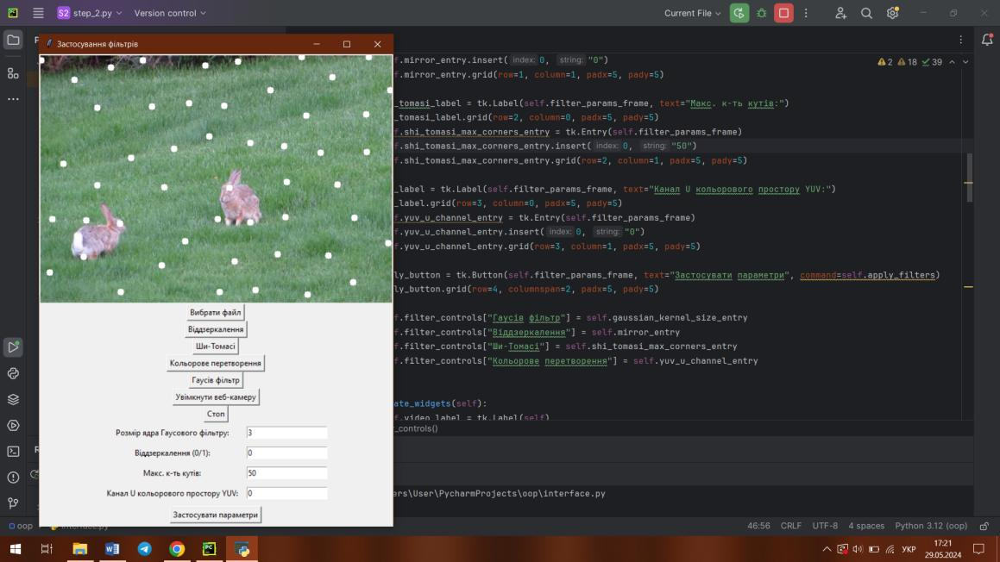 PC
S2 step_2.py
Version control
Current File
Застосування фільтрів
f.mirror_entry.insert( index: 0, string: "0")
f.mirror_entry.grid(row=1, column=1, padx=5, pady=5)
2 18 39
_tomasi_label = tk.Label(self.filter_params_frame, text="Макс. к-ть кутів:")
_tomasi_label.grid(row=2, column=0, padx=5, pady=5)
f.shi_tomasi_max_corners_entry = tk.Entry(self.filter_params_frame)
f.shi_tomasi_max_corners_entry.insert( index: 0, string: "50")
f.shi_tomasi_max_corners_entry.grid(row=2, column=1, padx=5, pady=5)
_label = tk.Label(self.filter_params_frame, text="Канал U кольорового простору YUV:")
_label.grid(row=3, column=0, padx=5, pady=5)
f.yuv_u_channel_entry = tk.Entry(self.filter_params_frame)
f.yuv_u_channel_entry.insert( index: 0, string: "0")
f.yuv_u_channel_entry.grid(row=3, column=1, padx=5, pady=5)
ly_button = tk.Button(self.filter_params_frame, text="Застосувати параметри", command=self.apply_filters)
ly_button.grid(row=4, columnspan=2, padx=5, pady=5)
f.filter_controls["Гаусів фільтр"] = self.gaussian_kernel_size_entry
f.filter_controls["Віддзеркалення"] = self.mirror_entry
f.filter_controls["Ши-Томасі"] = self.shi_tomasi_max_corners_entry
f.filter_controls["Кольорове перетворення"] = self.yuv_u_channel_entry
ate_widgets(self):
f.video_label = tk.Label(self)
r_controls()
Вибрати файл
Віддзеркалення
Ши-Томасі
Кольорове перетворення
Гаусів фільтр
Увімкнути веб-камеру
Стоп
Розмір ядра Гаусового фільтру: 3
Віддзеркалення (0/1): 0
Макс. к-ть кутів: 50
Канал U кольорового простору YUV: 0
Застосувати параметри
ers\User\PycharmProjects\oop\interface.py
oop
interface.py
46:56 CRLF UTF-8 4 spaces Python 3.12 (oop)
УКР
17:21
29.05.2024